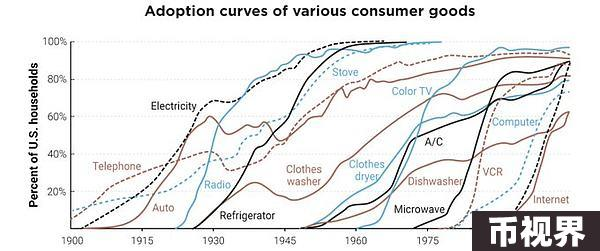 Adoption curves of various consumer goods
Percent of U.S. households
100%
80%
60%
40%
20%
Electricity
Stove
Color TV
Telephone
Radio
Auto
Refrigerator
Clothes
washer
Clothes
dryer
A/C
Dishwasher
Microwave
Computer
VCR
Internet
1900
1915
1930
1945
1960
1975
币视界